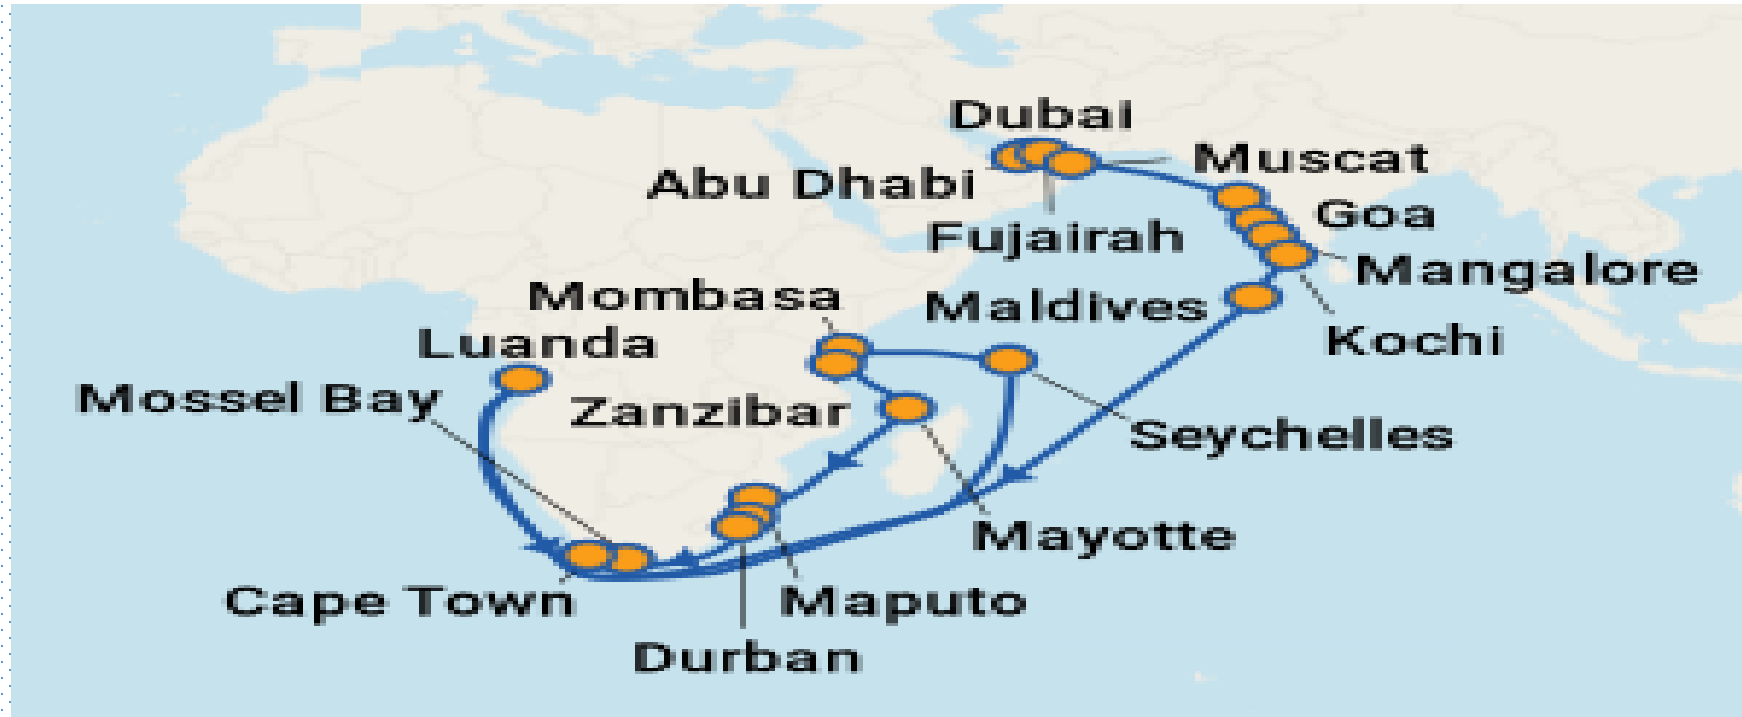 Dubai
Muscat
Abu Dhabi
Goa
Fujairah
Mangalore
Mombasa
Maldives
Luanda
Kochi
Mossel Bay
Zanzibar
Seychelles
Mayotte
Cape Town
Maputo
Durban